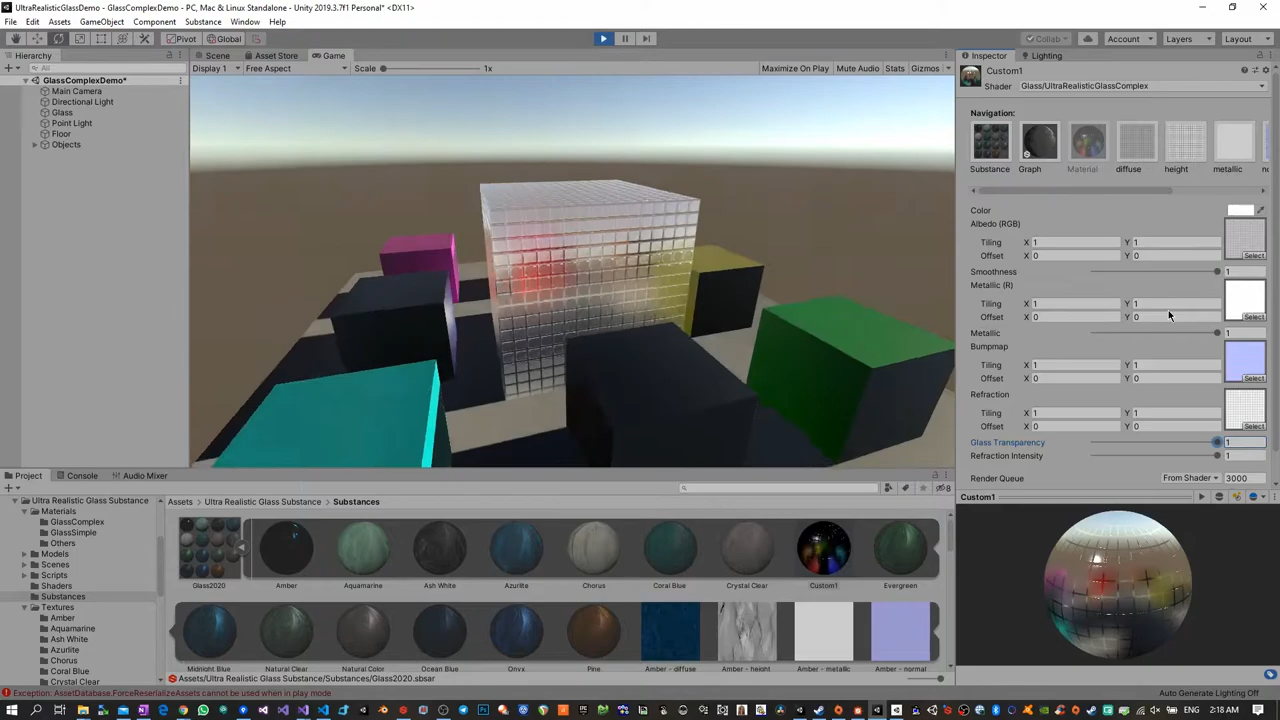 UltraRealisticGlassDemo - GlassComplexDemo - PC, Mac & Linux Standalone - Unity 2019.3.7f1 Personal* <DX11>
File Edit Assets GameObject Component Substance Window Help
Pivot Global Collab Account Layers Layout
Hierarchy Scene Asset Store Game Inspector Lighting
All Display 1 Free Aspect Scale 1x Maximize On Play Mute Audio Stats Gizmos Custom1
GlassComplexDemo* Shader Glass/UltraRealisticGlassComplex
Main Camera
Directional Light
Glass Navigation:
Point Light
Floor
Objects
Substance Graph Material diffuse height metallic
Color
Albedo (RGB)
Tiling X 1 Y 1
Offset X 0 Y 0 Select
Smoothness 1
Metallic (R)
Tiling X 1 Y 1
Offset X 0 Y 0 Select
Metallic 1
Bumpmap
Tiling X 1 Y 1
Offset X 0 Y 0 Select
Refraction
Tiling X 1 Y 1
Offset X 0 Y 0 Select
Glass Transparency 1
Refraction Intensity 1
Render Queue From Shader 3000
Custom1
Project Console Audio Mixer
8
Ultra Realistic Glass Substance
Materials
GlassComplex
GlassSimple
Others
Models
Scenes
Scripts
Shaders
Substances
Textures
Amber
Aquamarine
Ash White
Azurite
Chorus
Coral Blue
Crystal Clear
Assets > Ultra Realistic Glass Substance > Substances
Glass2020 Amber Aquamarine Ash White Azurlite Chorus Coral Blue Crystal Clear Custom1 Evergreen
Midnight Blue Natural Clear Natural Color Ocean Blue Onyx Pine Amber - diffuse Amber - height Amber - metallic Amber - normal
Assets/Ultra Realistic Glass Substance/Substances/Glass2020.sbsar
Exception: AssetDatabase.ForceReserializeAssets cannot be used when in play mode
Auto Generate Lighting Off
ENG 2:18 AM